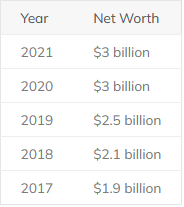 Year Net Worth
2021 $3 billion
2020 $3 billion
2019 $2.5 billion
2018 $2.1 billion
2017 $1.9 billion